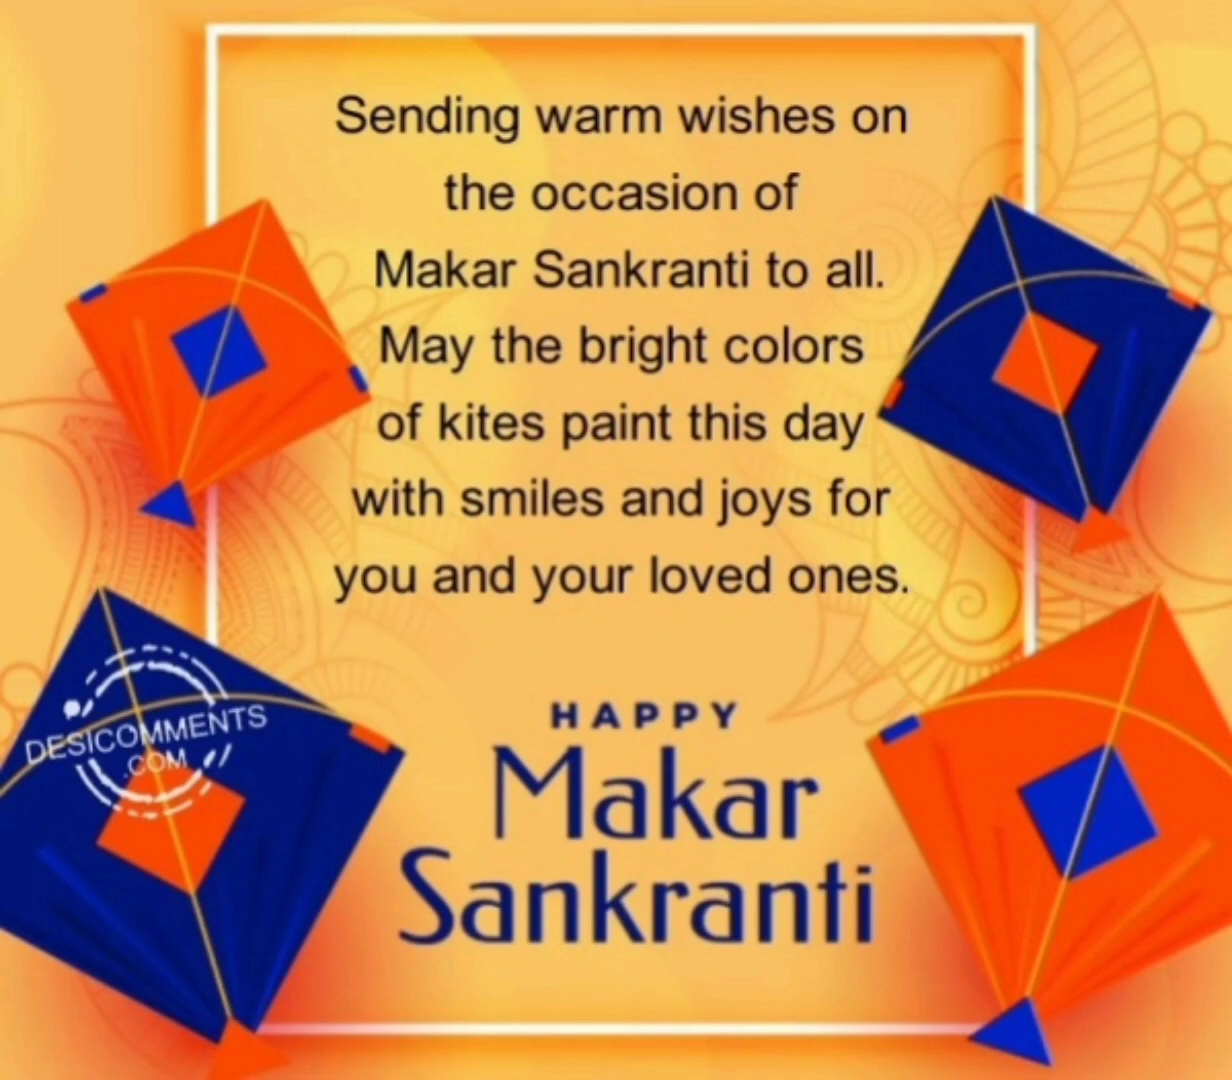 Sending warm wishes on
the occasion of
Makar Sankranti to all.
May the bright colors
of kites paint this day
with smiles and joys for
you and your loved ones.
HAPPY
Makar
Sankranti
DESICOMMENTS
.COM